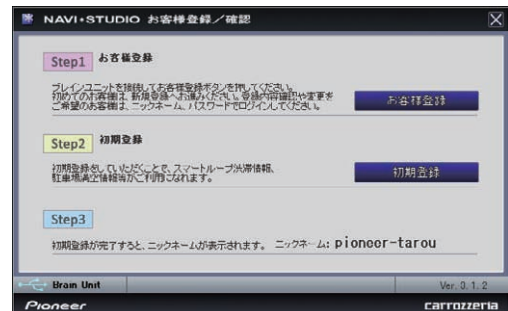 NAVI*STUDIO お客様登録／確認
Step1 お客様登録
ブレインユニットを接続してお客様登録ボタンを押してください。
初めてのお客様は、新規登録へお進みください。登録内容確認や変更を
ご希望のお客様は、ニックネーム、パスワードでログインしてください。
お客様登録
Step2 初期登録
初期登録をしていただくことで、スマートループ渋滞情報、
駐車場満空情報等がご利用になれます。
初期登録
Step3
初期登録が完了すると、ニックネームが表示されます。 ニックネーム: pioneer-tarou
Brain Unit Ver. 0. 1. 2
Pioneer carrozzeria